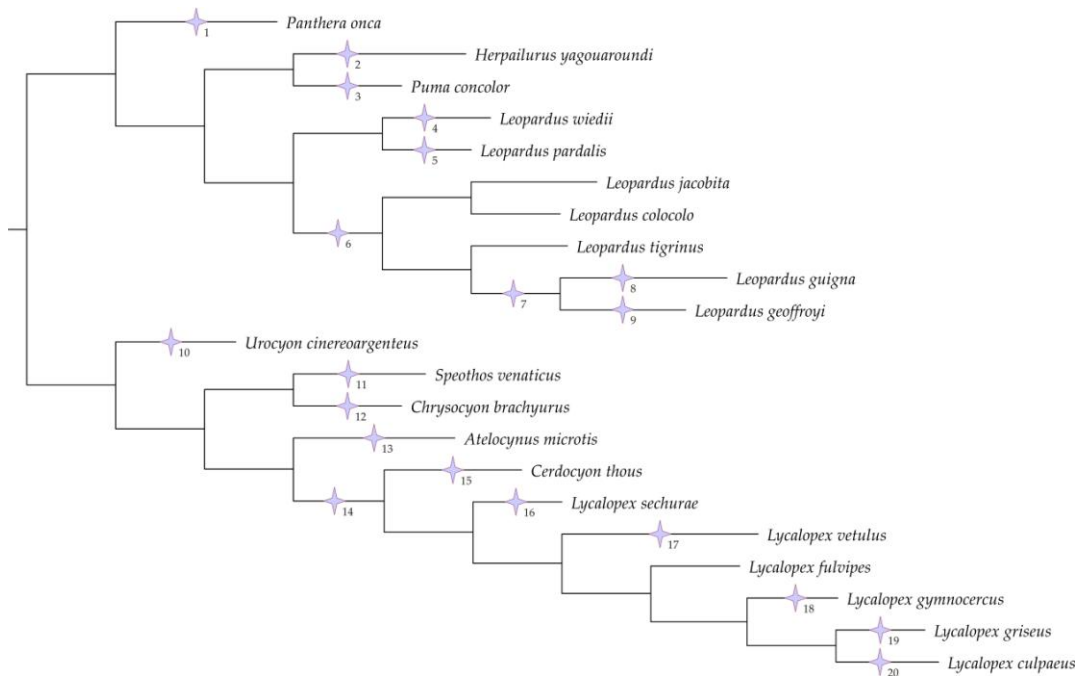 Panthera onca
1
Herpailurus yagouaroundi
2
Puma concolor
3
Leopardus wiedii
4
Leopardus pardalis
5
Leopardus jacobita
Leopardus colocolo
6
Leopardus tigrinus
Leopardus guigna
8
7
Leopardus geoffroyi
9
Urocyon cinereoargenteus
10
Speothos venaticus
11
Chrysocyon brachyurus
12
Atelocynus microtis
13
Cerdocyon thous
15
Lycalopex sechurae
14
16
Lycalopex vetulus
17
Lycalopex fulvipes
Lycalopex gymnocercus
18
Lycalopex griseus
19
Lycalopex culpaeus
20